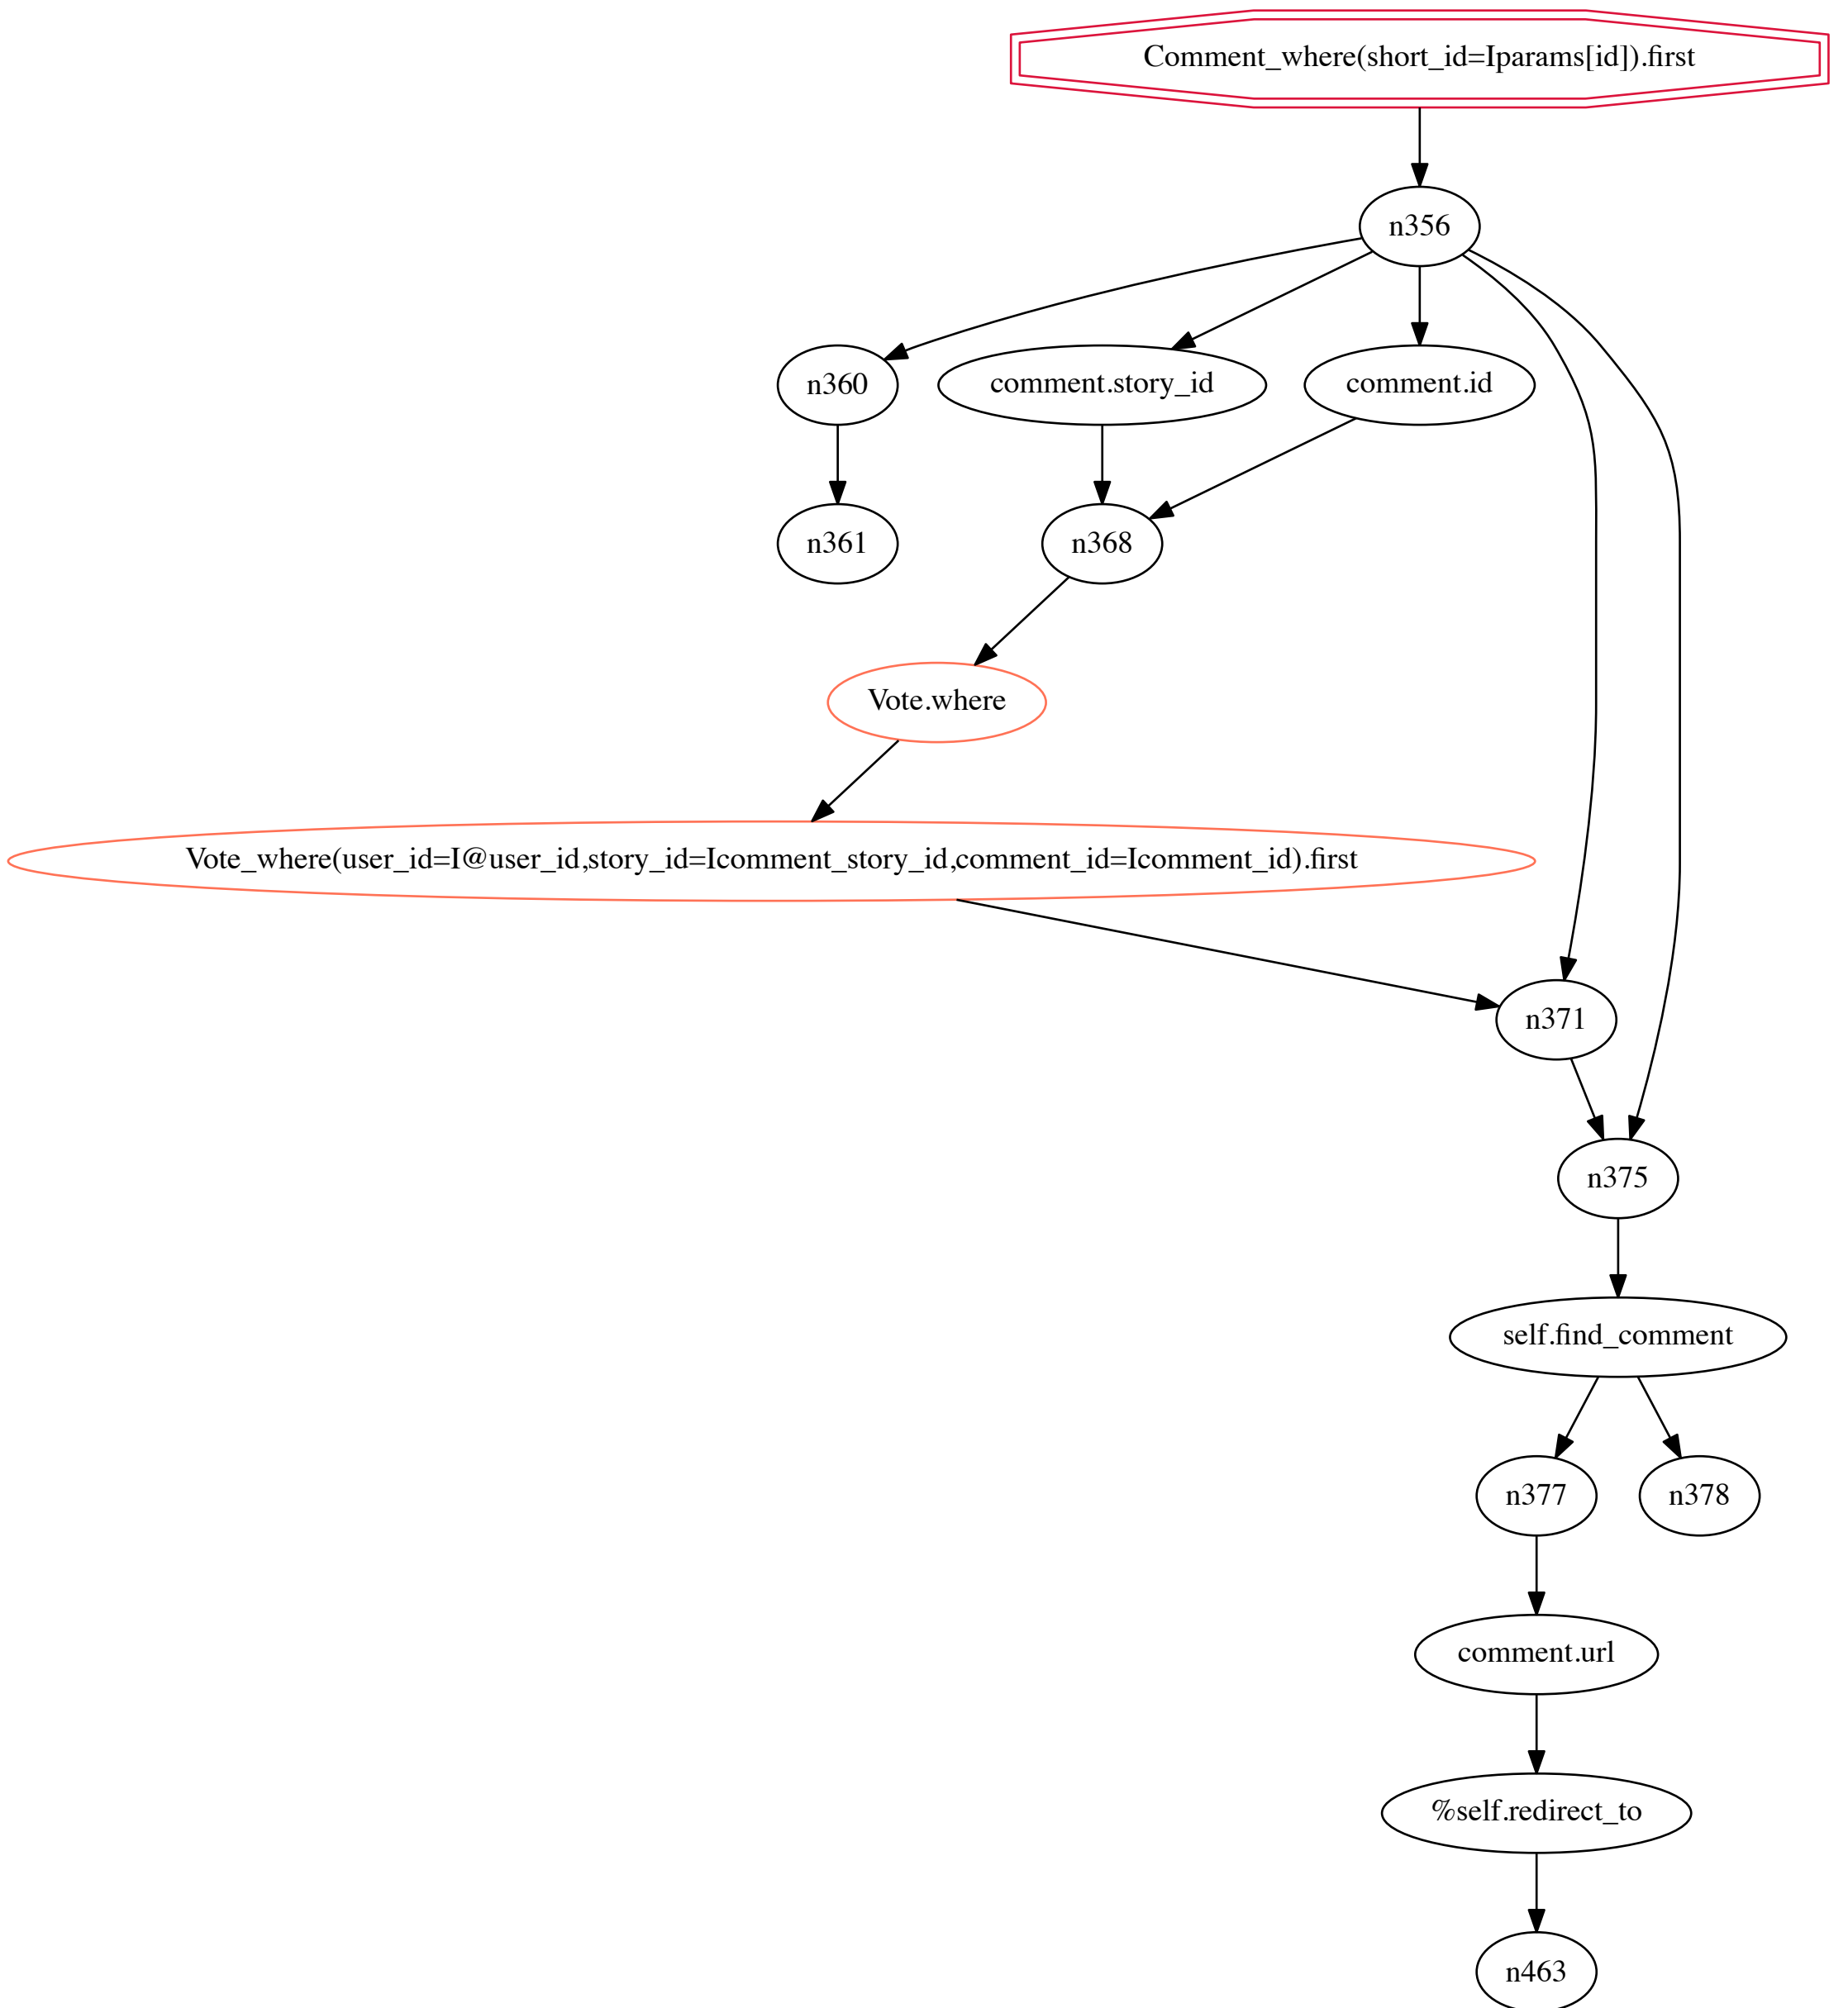 Comment_where(short_id=Iparams[id]).first
n356
n360
comment.story_id
comment.id
n361
n368
Vote.where
Vote_where(user_id=I@user_id,story_id=Icomment_story_id,comment_id=Icomment_id).first
n371
n375
self.find_comment
n377
n378
comment.url
%self.redirect_to
n463